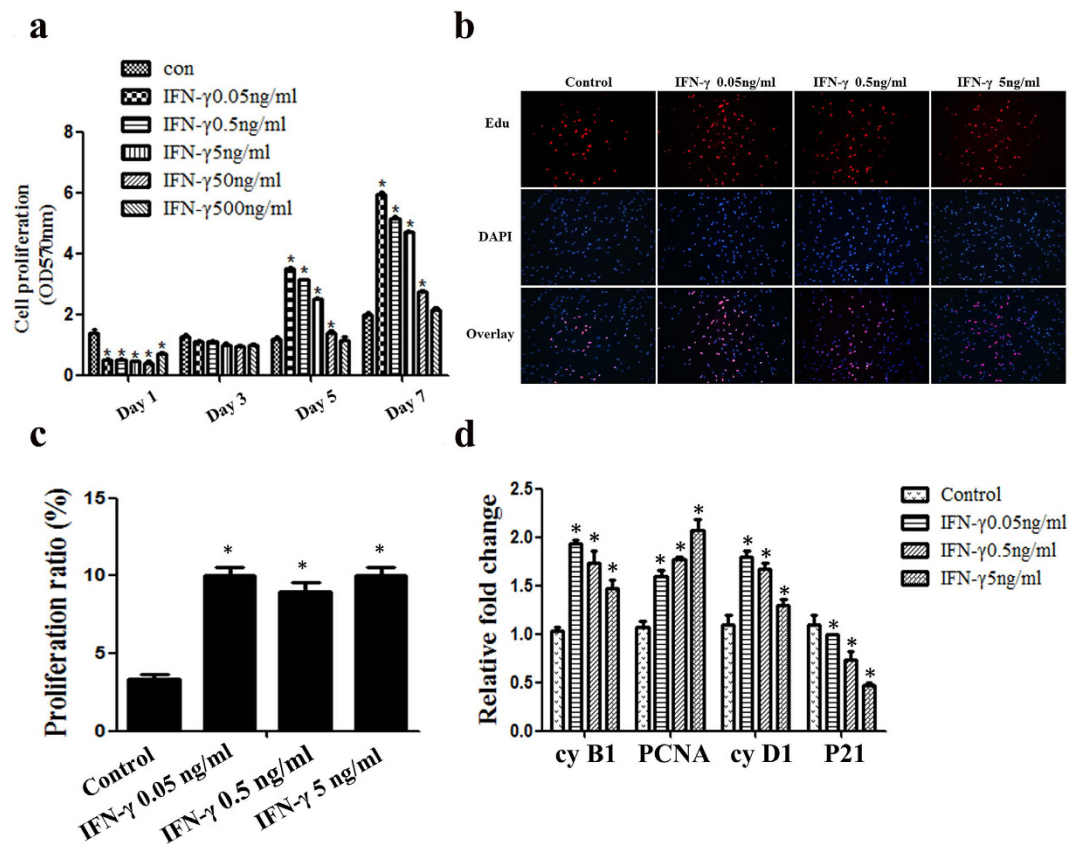 a
con
IFN-γ0.05ng/ml
IFN-γ0.5ng/ml
IFN-γ5ng/ml
IFN-γ50ng/ml
IFN-γ500ng/ml
Cell proliferation
(OD570nm)
8
6
4
2
0
* * * * *
* * * *
* * * *
Day 1 Day 3 Day 5 Day 7
b
Control IFN-γ 0.05ng/ml IFN-γ 0.5ng/ml IFN-γ 5ng/ml
Edu
DAPI
Overlay
c
Proliferation ratio (%)
15
10
5
0
* * *
Control
IFN-γ 0.05 ng/ml
IFN-γ 0.5 ng/ml
IFN-γ 5 ng/ml
d
Relative fold change
2.5
2.0
1.5
1.0
0.5
0.0
* * *
* * *
* * *
* * *
cy B1 PCNA cy D1 P21
Control
IFN-γ0.05ng/ml
IFN-γ0.5ng/ml
IFN-γ5ng/ml